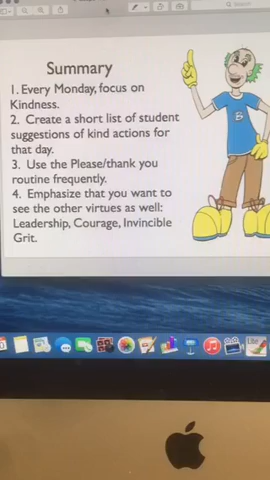 Search
Summary
1. Every Monday, focus on
Kindness.
2. Create a short list of student
suggestions of kind actions for
that day.
3. Use the Please/thank you
routine frequently.
4. Emphasize that you want to
see the other virtues as well:
Leadership, Courage, Invincible
Grit.